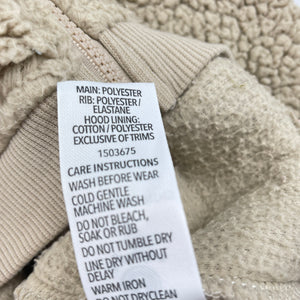 MAIN: POLYESTER
RIB: POLYESTER /
ELASTANE
HOOD LINING:
COTTON / POLYESTER
EXCLUSIVE OF TRIMS
1503675
CARE INSTRUCTIONS
WASH BEFORE WEAR
COLD GENTLE
MACHINE WASH
DO NOT BLEACH,
SOAK OR RUB
DO NOT TUMBLE DRY
LINE DRY WITHOUT
DELAY
WARM IRON
DO NOT DRY CLEAN